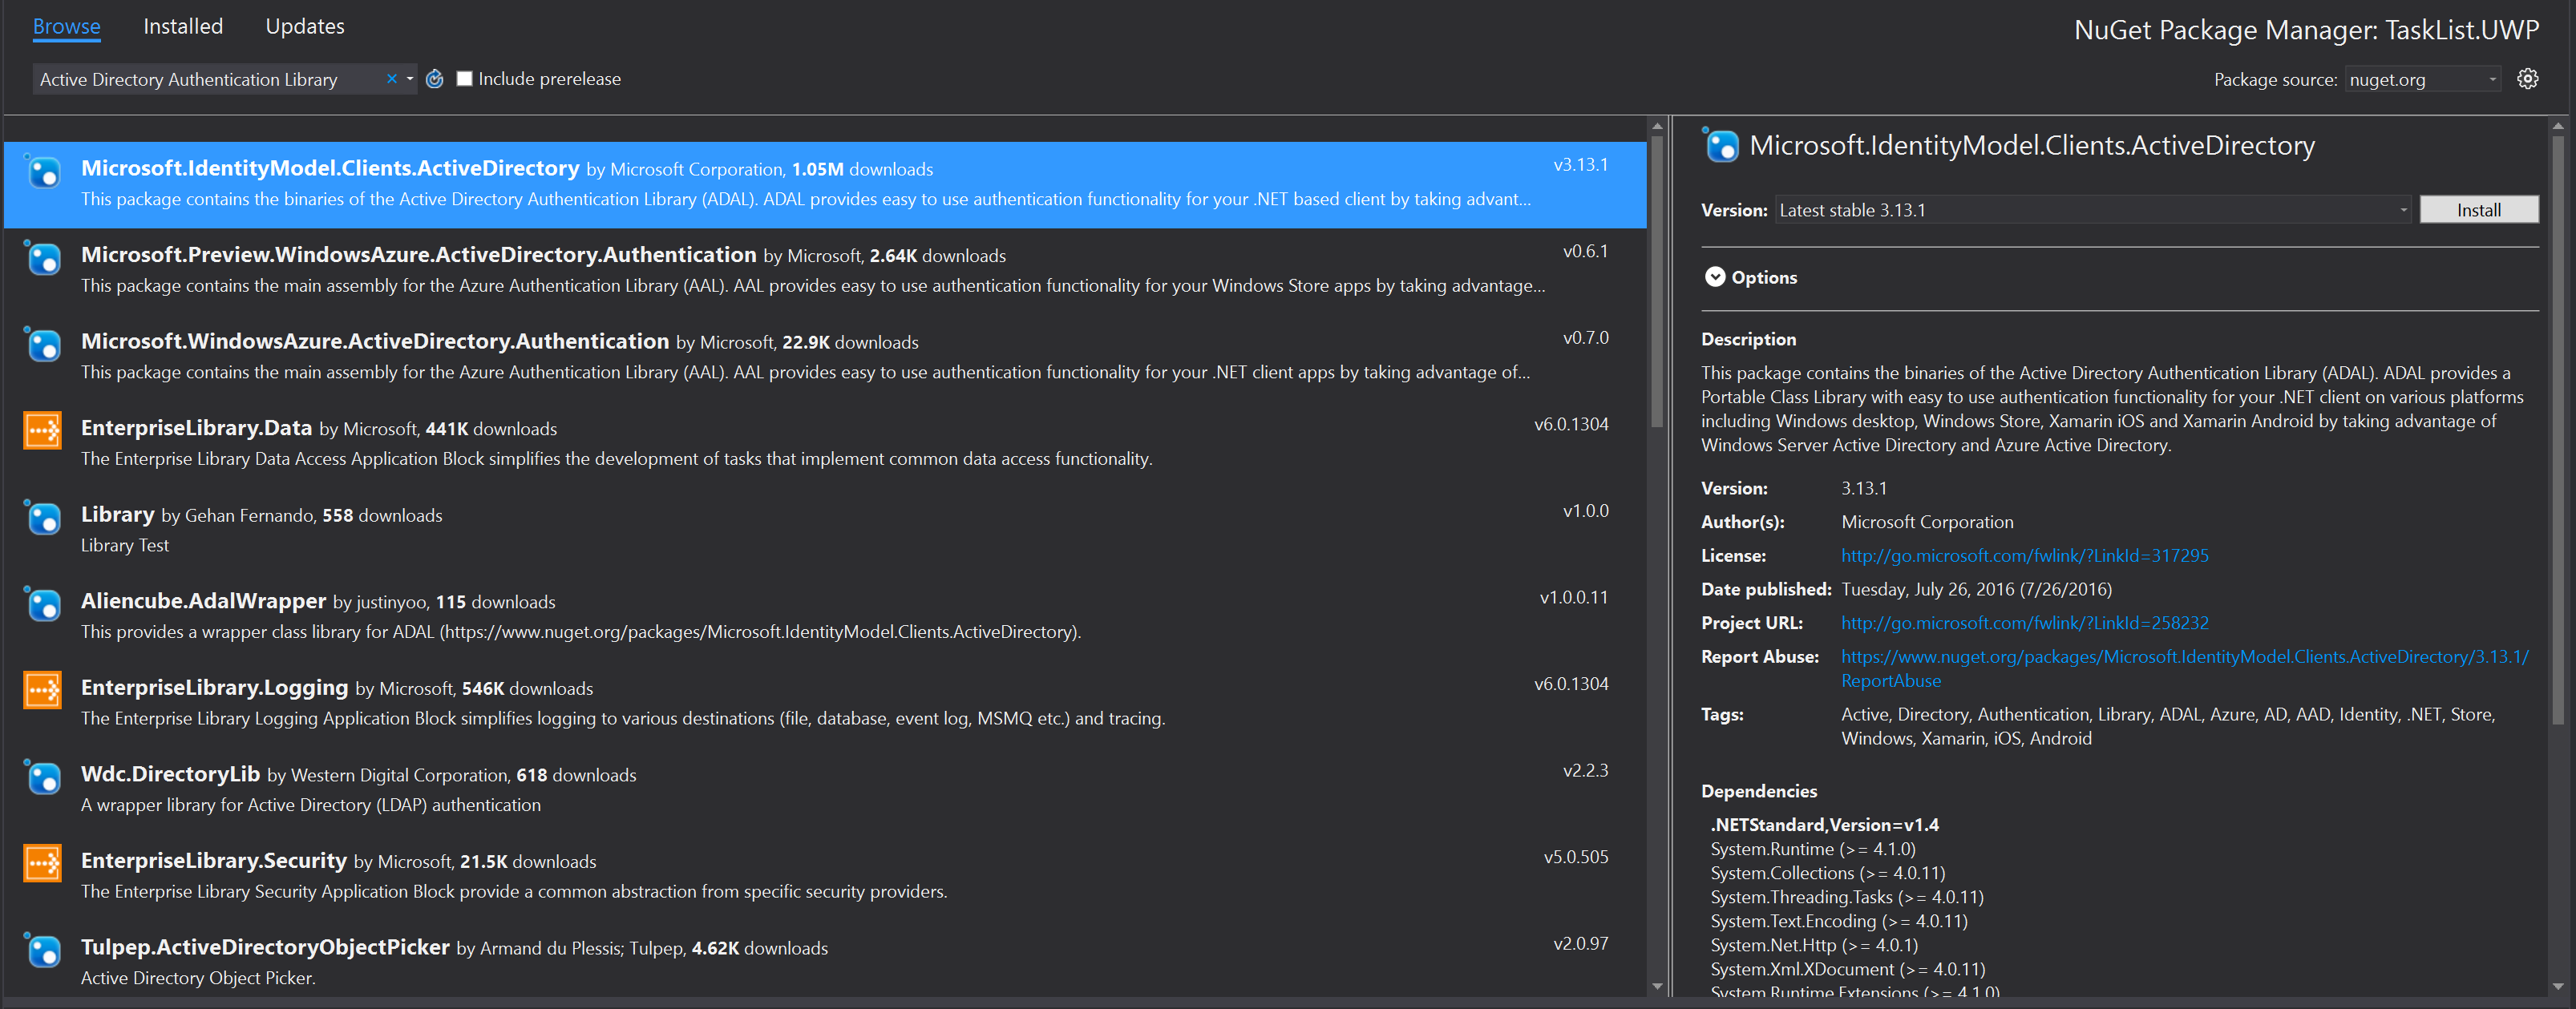 Browse Installed Updates
NuGet Package Manager: TaskList.UWP
Active Directory Authentication Library
Include prerelease
Package source: nuget.org
Microsoft.IdentityModel.Clients.ActiveDirectory by Microsoft Corporation, 1.05M downloads
v3.13.1
This package contains the binaries of the Active Directory Authentication Library (ADAL). ADAL provides easy to use authentication functionality for your .NET based client by taking advant...
Microsoft.Preview.WindowsAzure.ActiveDirectory.Authentication by Microsoft, 2.64K downloads
v0.6.1
This package contains the main assembly for the Azure Authentication Library (AAL). AAL provides easy to use authentication functionality for your Windows Store apps by taking advantage...
Microsoft.WindowsAzure.ActiveDirectory.Authentication by Microsoft, 22.9K downloads
v0.7.0
This package contains the main assembly for the Azure Authentication Library (AAL). AAL provides easy to use authentication functionality for your .NET client apps by taking advantage of...
EnterpriseLibrary.Data by Microsoft, 441K downloads
v6.0.1304
The Enterprise Library Data Access Application Block simplifies the development of tasks that implement common data access functionality.
Library by Gehan Fernando, 558 downloads
v1.0.0
Library Test
Aliencube.AdalWrapper by justinyoo, 115 downloads
v1.0.0.11
This provides a wrapper class library for ADAL (https://www.nuget.org/packages/Microsoft.IdentityModel.Clients.ActiveDirectory).
EnterpriseLibrary.Logging by Microsoft, 546K downloads
v6.0.1304
The Enterprise Library Logging Application Block simplifies logging to various destinations (file, database, event log, MSMQ etc.) and tracing.
Wdc.DirectoryLib by Western Digital Corporation, 618 downloads
v2.2.3
A wrapper library for Active Directory (LDAP) authentication
EnterpriseLibrary.Security by Microsoft, 21.5K downloads
v5.0.505
The Enterprise Library Security Application Block provide a common abstraction from specific security providers.
Tulpep.ActiveDirectoryObjectPicker by Armand du Plessis; Tulpep, 4.62K downloads
v2.0.97
Active Directory Object Picker.
Microsoft.IdentityModel.Clients.ActiveDirectory
Version: Latest stable 3.13.1 Install
Options
Description
This package contains the binaries of the Active Directory Authentication Library (ADAL). ADAL provides a
Portable Class Library with easy to use authentication functionality for your .NET client on various platforms
including Windows desktop, Windows Store, Xamarin iOS and Xamarin Android by taking advantage of
Windows Server Active Directory and Azure Active Directory.
Version: 3.13.1
Author(s): Microsoft Corporation
License: http://go.microsoft.com/fwlink/?LinkId=317295
Date published: Tuesday, July 26, 2016 (7/26/2016)
Project URL: http://go.microsoft.com/fwlink/?LinkId=258232
Report Abuse: https://www.nuget.org/packages/Microsoft.IdentityModel.Clients.ActiveDirectory/3.13.1/
ReportAbuse
Tags: Active, Directory, Authentication, Library, ADAL, Azure, AD, AAD, Identity, .NET, Store,
Windows, Xamarin, iOS, Android
Dependencies
.NETStandard,Version=v1.4
System.Runtime (>= 4.1.0)
System.Collections (>= 4.0.11)
System.Threading.Tasks (>= 4.0.11)
System.Text.Encoding (>= 4.0.11)
System.Net.Http (>= 4.0.1)
System.Xml.XDocument (>= 4.0.11)
System.Runtime.Extensions (>= 4.1.0)